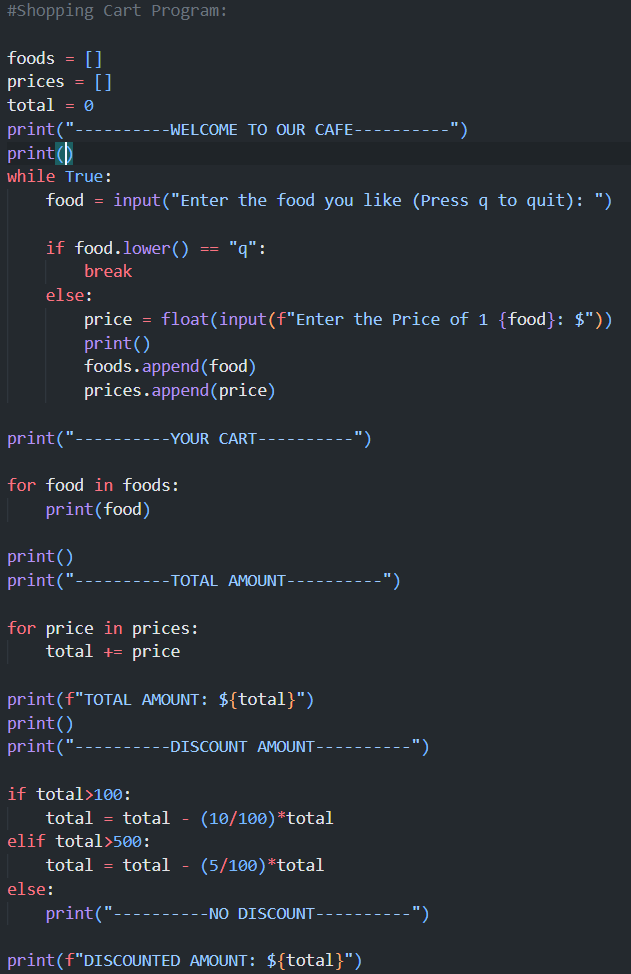 #Shopping Cart Program:
foods = []
prices = []
total = 0
print("----------WELCOME TO OUR CAFE----------")
print()
while True:
    food = input("Enter the food you like (Press q to quit): ")
    if food.lower() == "q":
        break
    else:
        price = float(input(f"Enter the Price of 1 {food}: $"))
        print()
        foods.append(food)
        prices.append(price)
print("----------YOUR CART----------")
for food in foods:
    print(food)
print()
print("----------TOTAL AMOUNT----------")
for price in prices:
    total += price
print(f"TOTAL AMOUNT: ${total}")
print()
print("----------DISCOUNT AMOUNT----------")
if total>100:
    total = total - (10/100)*total
elif total>500:
    total = total - (5/100)*total
else:
    print("----------NO DISCOUNT----------")
print(f"DISCOUNTED AMOUNT: ${total}")